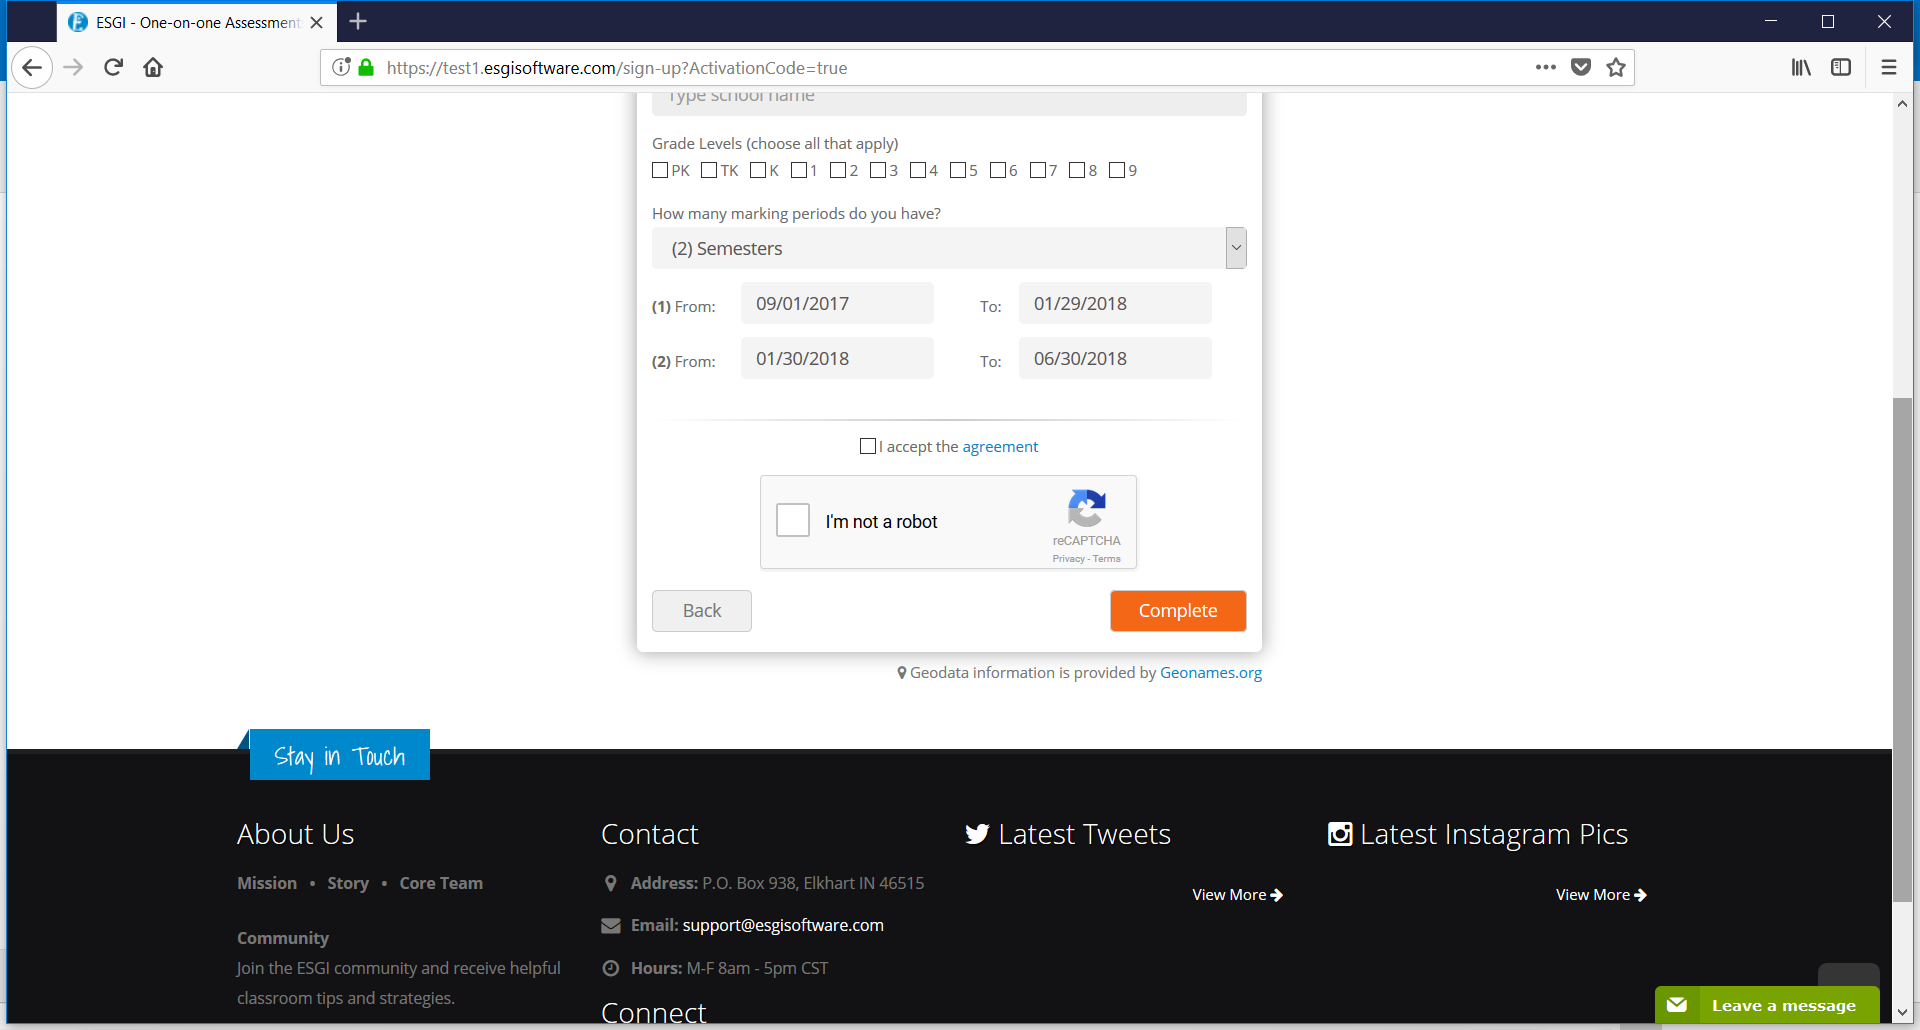 ESGI - One-on-one Assessment
https://test1.esgisoftware.com/sign-up?ActivationCode=true
Type school name
Grade Levels (choose all that apply)
PK TK K 1 2 3 4 5 6 7 8 9
How many marking periods do you have?
(2) Semesters
(1) From: 09/01/2017 To: 01/29/2018
(2) From: 01/30/2018 To: 06/30/2018
I accept the agreement
I'm not a robot
reCAPTCHA
Privacy - Terms
Back Complete
Geodata information is provided by Geonames.org
Stay in Touch
About Us
Mission • Story • Core Team
Community
Join the ESGI community and receive helpful
classroom tips and strategies.
Contact
Address: P.O. Box 938, Elkhart IN 46515
Email: support@esgisoftware.com
Hours: M-F 8am - 5pm CST
Connect
Latest Tweets
View More
Latest Instagram Pics
View More
Leave a message